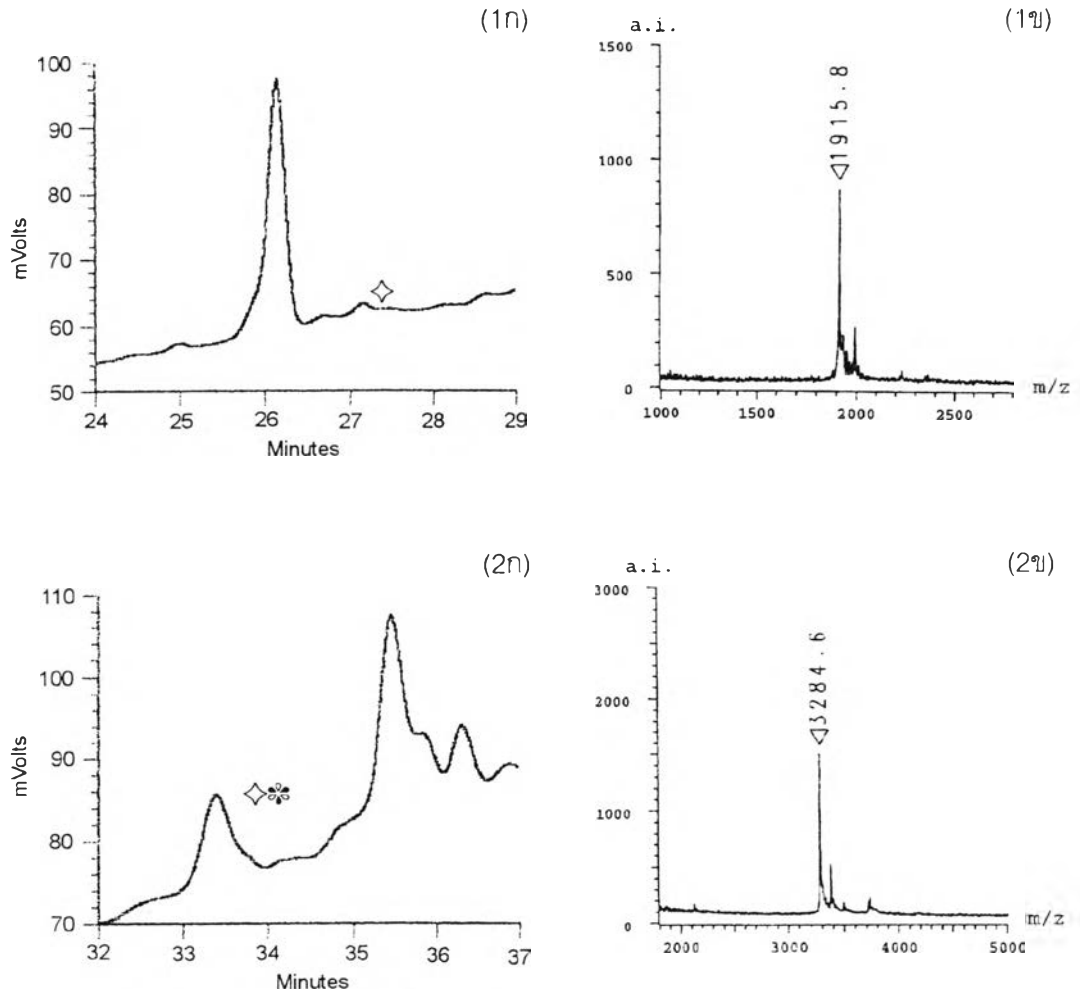 (1ก)
100
90
80
70
60
50
mVolts
24 25 26 27 28 29
Minutes
(1ข)
a.i.
1500
1000
500
0
1915.8
1000 1500 2000 2500
m/z
(2ก)
110
100
90
80
70
mVolts
32 33 34 35 36 37
Minutes
(2ข)
a.i.
3000
2000
1000
0
3284.6
2000 3000 4000 5000
m/z